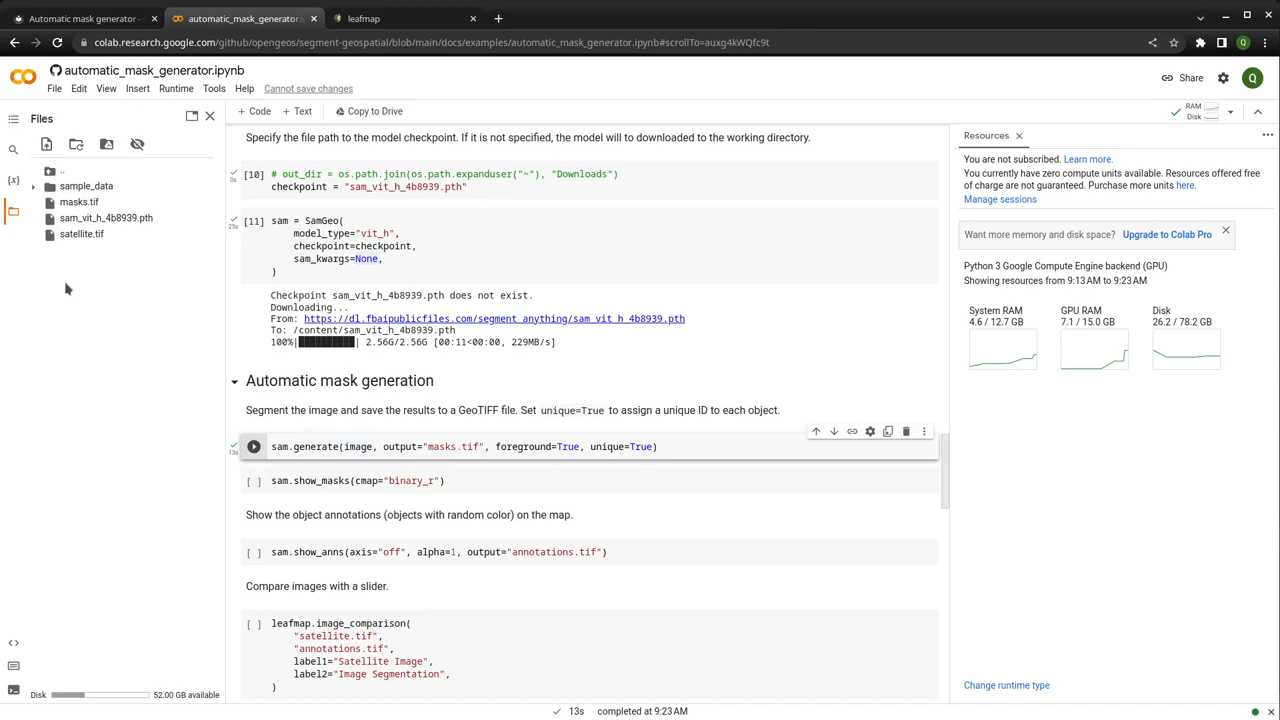 Automatic mask generator -
automatic_mask_generator.i
leafmap
colab.research.google.com/github/opengeos/segment-geospatial/blob/main/docs/examples/automatic_mask_generator.ipynb#scrollTo=auxg4kWQfc9t
Q
automatic_mask_generator.ipynb
File Edit View Insert Runtime Tools Help Cannot save changes
Share
Q
Files
+ Code + Text Copy to Drive
RAM
Disk
..
sample_data
masks.tif
sam_vit_h_4b8939.pth
satellite.tif
{x}
Disk 52.00 GB available
Specify the file path to the model checkpoint. If it is not specified, the model will to downloaded to the working directory.
[10] # out_dir = os.path.join(os.path.expanduser("~"), "Downloads")
0s
checkpoint = "sam_vit_h_4b8939.pth"
[11] sam = SamGeo(
25s
model_type="vit_h",
checkpoint=checkpoint,
sam_kwargs=None,
)
Checkpoint sam_vit_h_4b8939.pth does not exist.
Downloading...
From: https://dl.fbaipublicfiles.com/segment_anything/sam_vit_h_4b8939.pth
To: /content/sam_vit_h_4b8939.pth
100%|██████████| 2.56G/2.56G [00:11<00:00, 229MB/s]
Automatic mask generation
Segment the image and save the results to a GeoTIFF file. Set unique=True to assign a unique ID to each object.
sam.generate(image, output="masks.tif", foreground=True, unique=True)
13s
[ ] sam.show_masks(cmap="binary_r")
Show the object annotations (objects with random color) on the map.
[ ] sam.show_anns(axis="off", alpha=1, output="annotations.tif")
Compare images with a slider.
[ ] leafmap.image_comparison(
"satellite.tif",
"annotations.tif",
label1="Satellite Image",
label2="Image Segmentation",
)
Resources
You are not subscribed. Learn more.
You currently have zero compute units available. Resources offered free
of charge are not guaranteed. Purchase more units here.
Manage sessions
Want more memory and disk space? Upgrade to Colab Pro
Python 3 Google Compute Engine backend (GPU)
Showing resources from 9:13 AM to 9:23 AM
System RAM
4.6 / 12.7 GB
GPU RAM
7.1 / 15.0 GB
Disk
26.2 / 78.2 GB
Change runtime type
13s completed at 9:23 AM